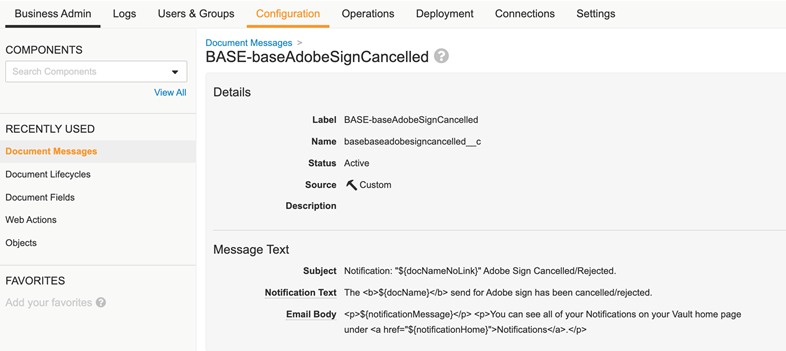 Business Admin Logs Users & Groups Configuration Operations Deployment Connections Settings
COMPONENTS
Search Components
View All
RECENTLY USED
Document Messages
Document Lifecycles
Document Fields
Web Actions
Objects
FAVORITES
Add your favorites ?
Document Messages >
BASE-baseAdobeSignCancelled ?
Details
Label BASE-baseAdobeSignCancelled
Name basebaseadobesigncancelled__c
Status Active
Source Custom
Description
Message Text
Subject Notification: "${docNameNoLink}" Adobe Sign Cancelled/Rejected.
Notification Text The <b>${docName}</b> send for Adobe sign has been cancelled/rejected.
Email Body <p>${notificationMessage}</p> <p>You can see all of your Notifications on your Vault home page
under <a href="${notificationHome}">Notifications</a>.</p>